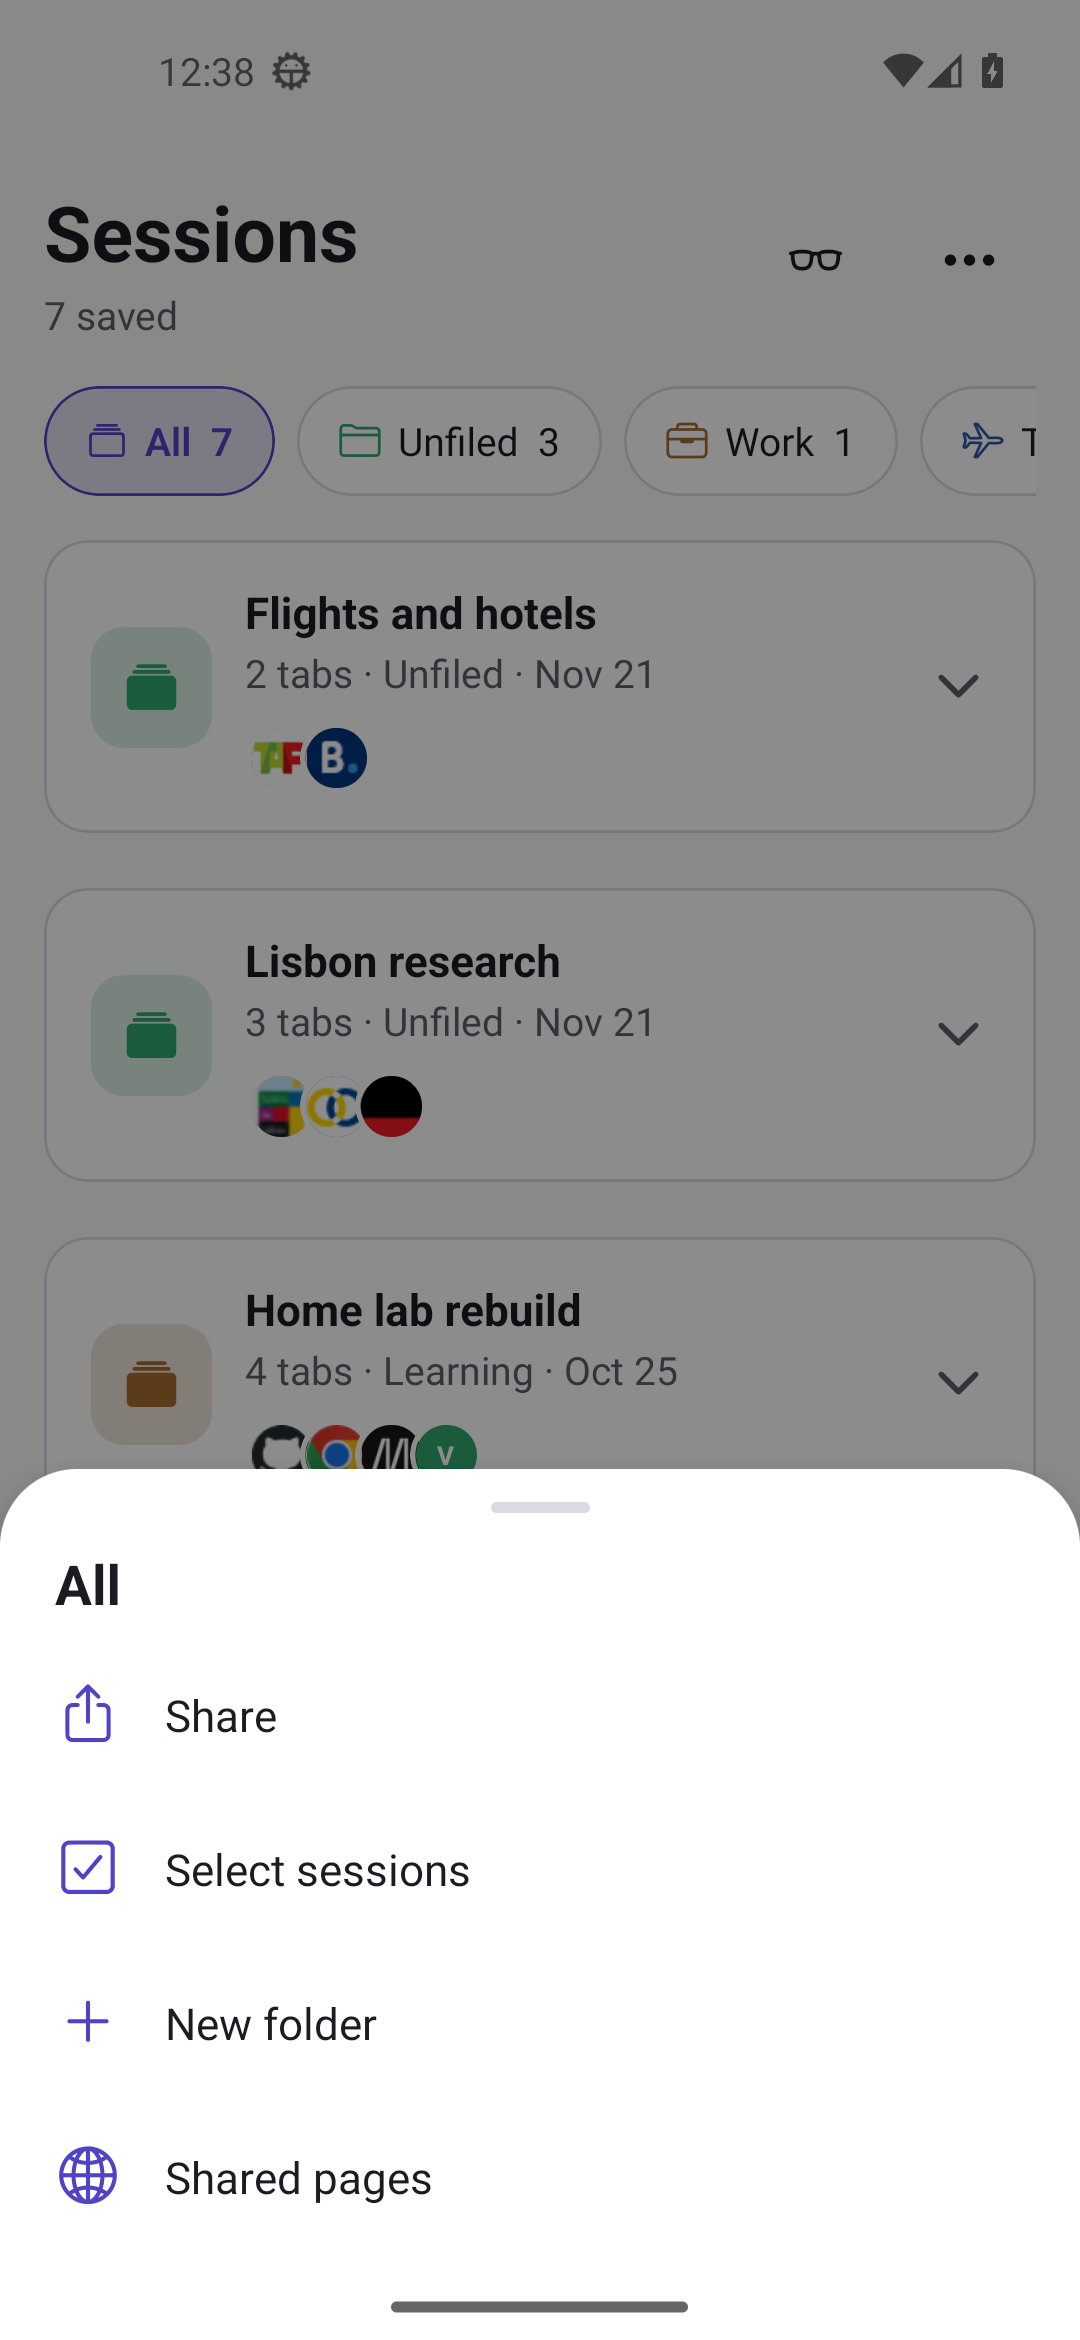 12:38
Sessions
7 saved
All 7
Unfiled 3
Work 1
T
Flights and hotels
2 tabs · Unfiled · Nov 21
TAP
B.
Lisbon research
3 tabs · Unfiled · Nov 21
Home lab rebuild
4 tabs · Learning · Oct 25
V
All
Share
Select sessions
New folder
Shared pages